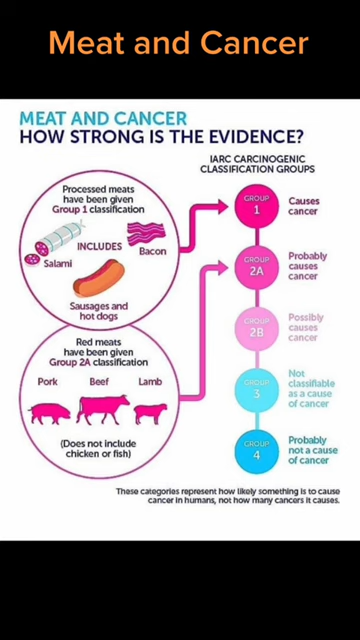 Meat and Cancer
MEAT AND CANCER
HOW STRONG IS THE EVIDENCE?
IARC CARCINOGENIC
CLASSIFICATION GROUPS
Processed meats
have been given
Group 1 classification
INCLUDES
Salami
Bacon
Sausages and
hot dogs
Red meats
have been given
Group 2A classification
Pork
Beef
Lamb
(Does not include
chicken or fish)
GROUP
1
Causes
cancer
GROUP
2A
Probably
causes
cancer
GROUP
2B
Possibly
causes
cancer
GROUP
3
Not
classifiable
as a cause
of cancer
GROUP
4
Probably
not a cause
of cancer
These categories represent how likely something is to cause
cancer in humans, not how many cancers it causes.